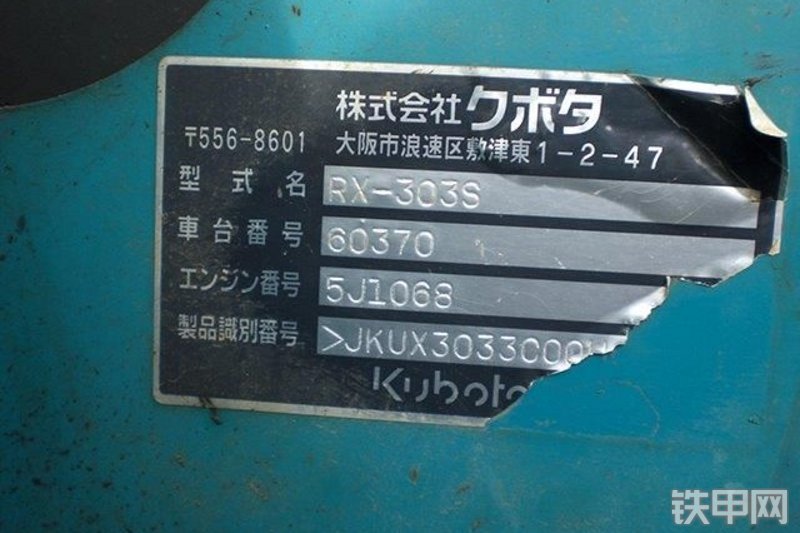 株式会社クボタ
〒556-8601 大阪市浪速区敷津東1-2-47
型式名 RX-303S
車台番号 60370
エンジン番号 5J1068
製品識別番号 >JKUX3033C00
Kubota
铁甲网